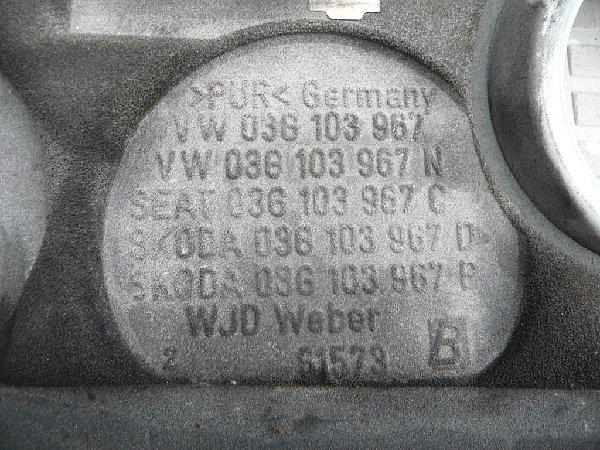 >PUR< Germany
VW 03G 103 967
VW 03G 103 967 N
SEAT 03G 103 967 C
SKODA 03G 103 967 D
SKODA 03G 103 967 P
WJD Weber
2 61573 B